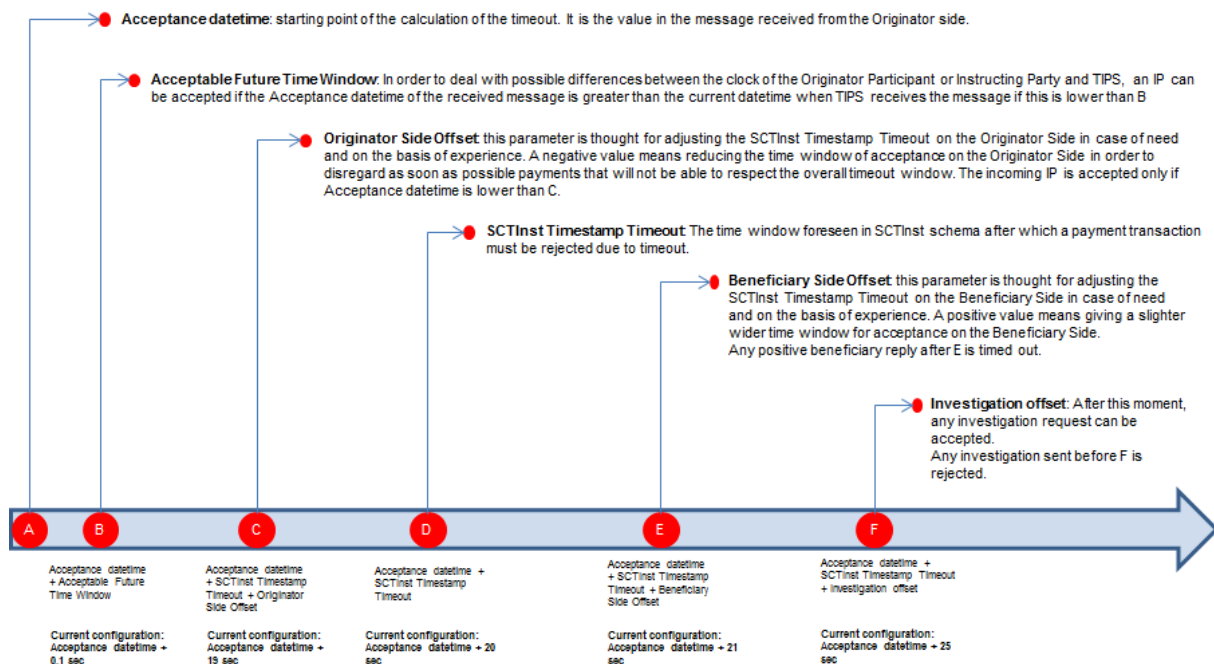 Acceptance datetime: starting point of the calculation of the timeout. It is the value in the message received from the Originator side.
Acceptable Future Time Window: In order to deal with possible differences between the clock of the Originator Participant or Instructing Party and TIPS, an IP can
be accepted if the Acceptance datetime of the received message is greater than the current datetime when TIPS receives the message if this is lower than B
Originator Side Offset: this parameter is thought for adjusting the SCTInst Timestamp Timeout on the Originator Side in case of need
and on the basis of experience. A negative value means reducing the time window of acceptance on the Originator Side in order to
disregard as soon as possible payments that will not be able to respect the overall timeout window. The incoming IP is accepted only if
Acceptance datetime is lower than C.
SCTInst Timestamp Timeout: The time window foreseen in SCTInst schema after which a payment transaction
must be rejected due to timeout.
Beneficiary Side Offset: this parameter is thought for adjusting the
SCTInst Timestamp Timeout on the Beneficiary Side in case of need
and on the basis of experience. A positive value means giving a slighter
wider time window for acceptance on the Beneficiary Side.
Any positive beneficiary reply after E is timed out.
Investigation offset: After this moment,
any investigation request can be
accepted.
Any investigation sent before F is
rejected.
A
B
C
D
E
F
Acceptance datetime
+ Acceptable Future
Time Window
Current configuration:
Acceptance datetime +
0.1 sec
Acceptance datetime
+ SCTInst Timestamp
Timeout + Originator
Side Offset
Current configuration:
Acceptance datetime +
19 sec
Acceptance datetime +
SCTInst Timestamp
Timeout
Current configuration:
Acceptance datetime + 20
sec
Acceptance datetime
+ SCTInst Timestamp
Timeout + Beneficiary
Side Offset
Current configuration:
Acceptance datetime + 21
sec
Acceptance datetime +
SCTInst Timestamp Timeout
+ Investigation offset
Current configuration:
Acceptance datetime + 25
sec